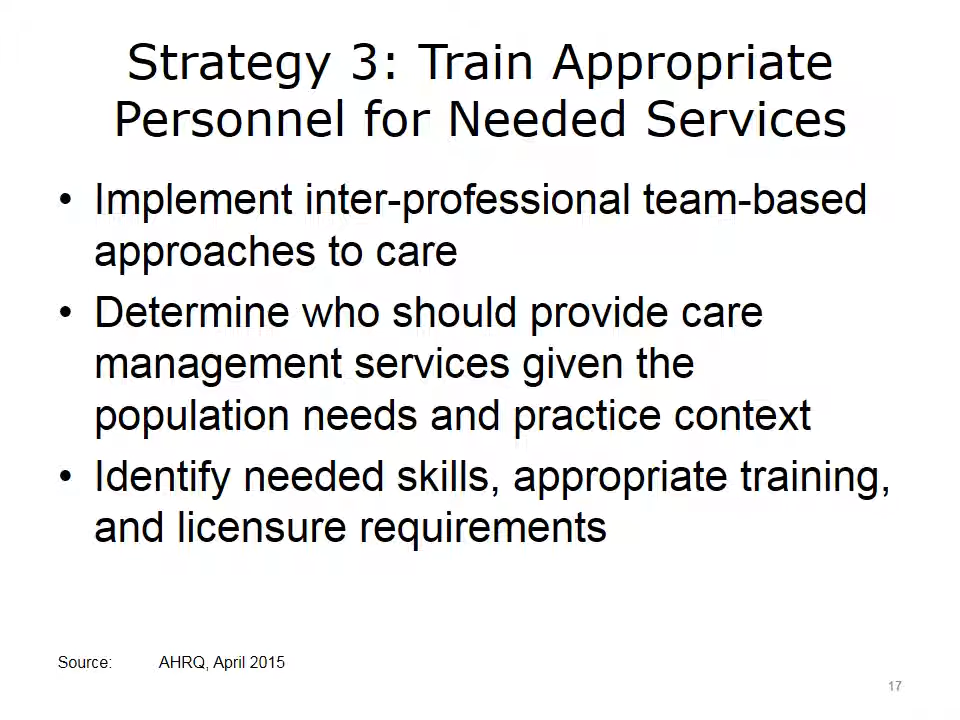 Strategy 3: Train Appropriate
Personnel for Needed Services
• Implement inter-professional team-based
approaches to care
• Determine who should provide care
management services given the
population needs and practice context
• Identify needed skills, appropriate training,
and licensure requirements
Source: AHRQ, April 2015
17